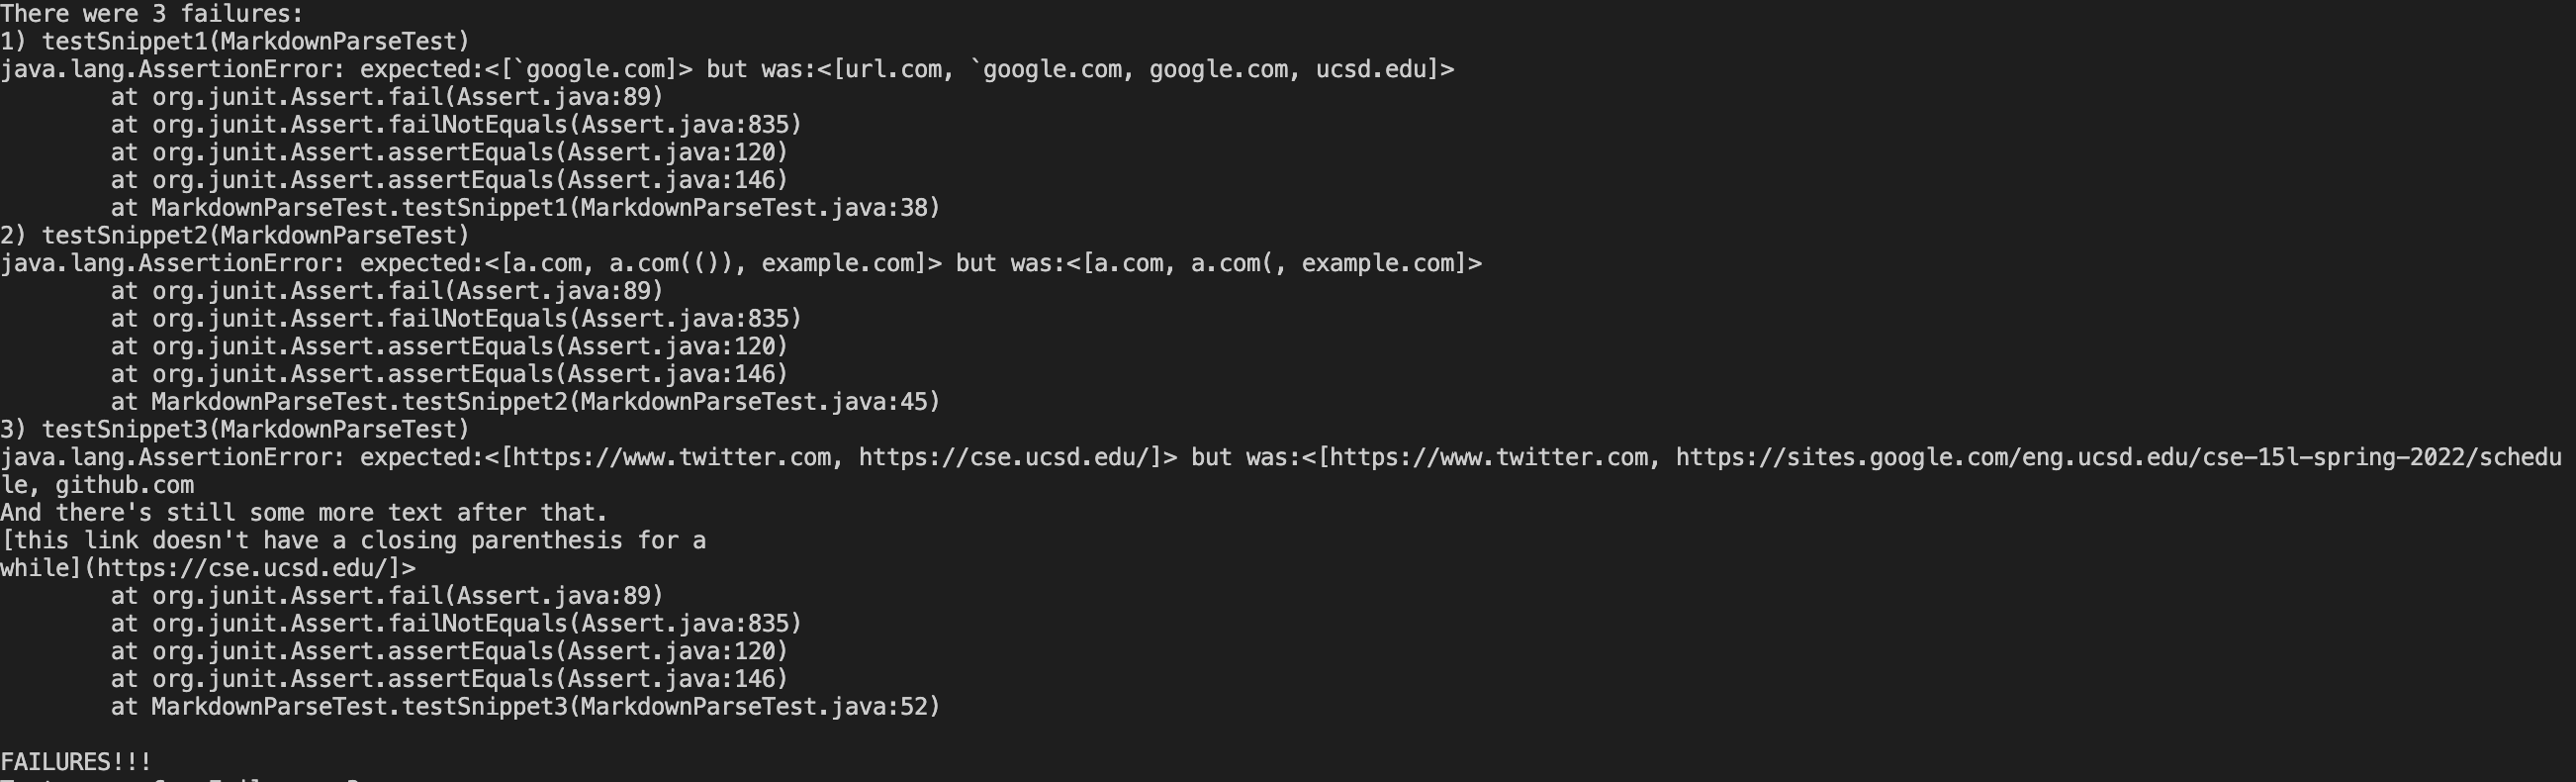 There were 3 failures:
1) testSnippet1(MarkdownParseTest)
java.lang.AssertionError: expected:<[`google.com]> but was:<[url.com, `google.com, google.com, ucsd.edu]>
        at org.junit.Assert.fail(Assert.java:89)
        at org.junit.Assert.failNotEquals(Assert.java:835)
        at org.junit.Assert.assertEquals(Assert.java:120)
        at org.junit.Assert.assertEquals(Assert.java:146)
        at MarkdownParseTest.testSnippet1(MarkdownParseTest.java:38)
2) testSnippet2(MarkdownParseTest)
java.lang.AssertionError: expected:<[a.com, a.com(()), example.com]> but was:<[a.com, a.com(, example.com]>
        at org.junit.Assert.fail(Assert.java:89)
        at org.junit.Assert.failNotEquals(Assert.java:835)
        at org.junit.Assert.assertEquals(Assert.java:120)
        at org.junit.Assert.assertEquals(Assert.java:146)
        at MarkdownParseTest.testSnippet2(MarkdownParseTest.java:45)
3) testSnippet3(MarkdownParseTest)
java.lang.AssertionError: expected:<[https://www.twitter.com, https://cse.ucsd.edu/]> but was:<[https://www.twitter.com, https://sites.google.com/eng.ucsd.edu/cse-15l-spring-2022/schedu
le, github.com
And there's still some more text after that.
[this link doesn't have a closing parenthesis for a
while](https://cse.ucsd.edu/]>
        at org.junit.Assert.fail(Assert.java:89)
        at org.junit.Assert.failNotEquals(Assert.java:835)
        at org.junit.Assert.assertEquals(Assert.java:120)
        at org.junit.Assert.assertEquals(Assert.java:146)
        at MarkdownParseTest.testSnippet3(MarkdownParseTest.java:52)
FAILURES!!!